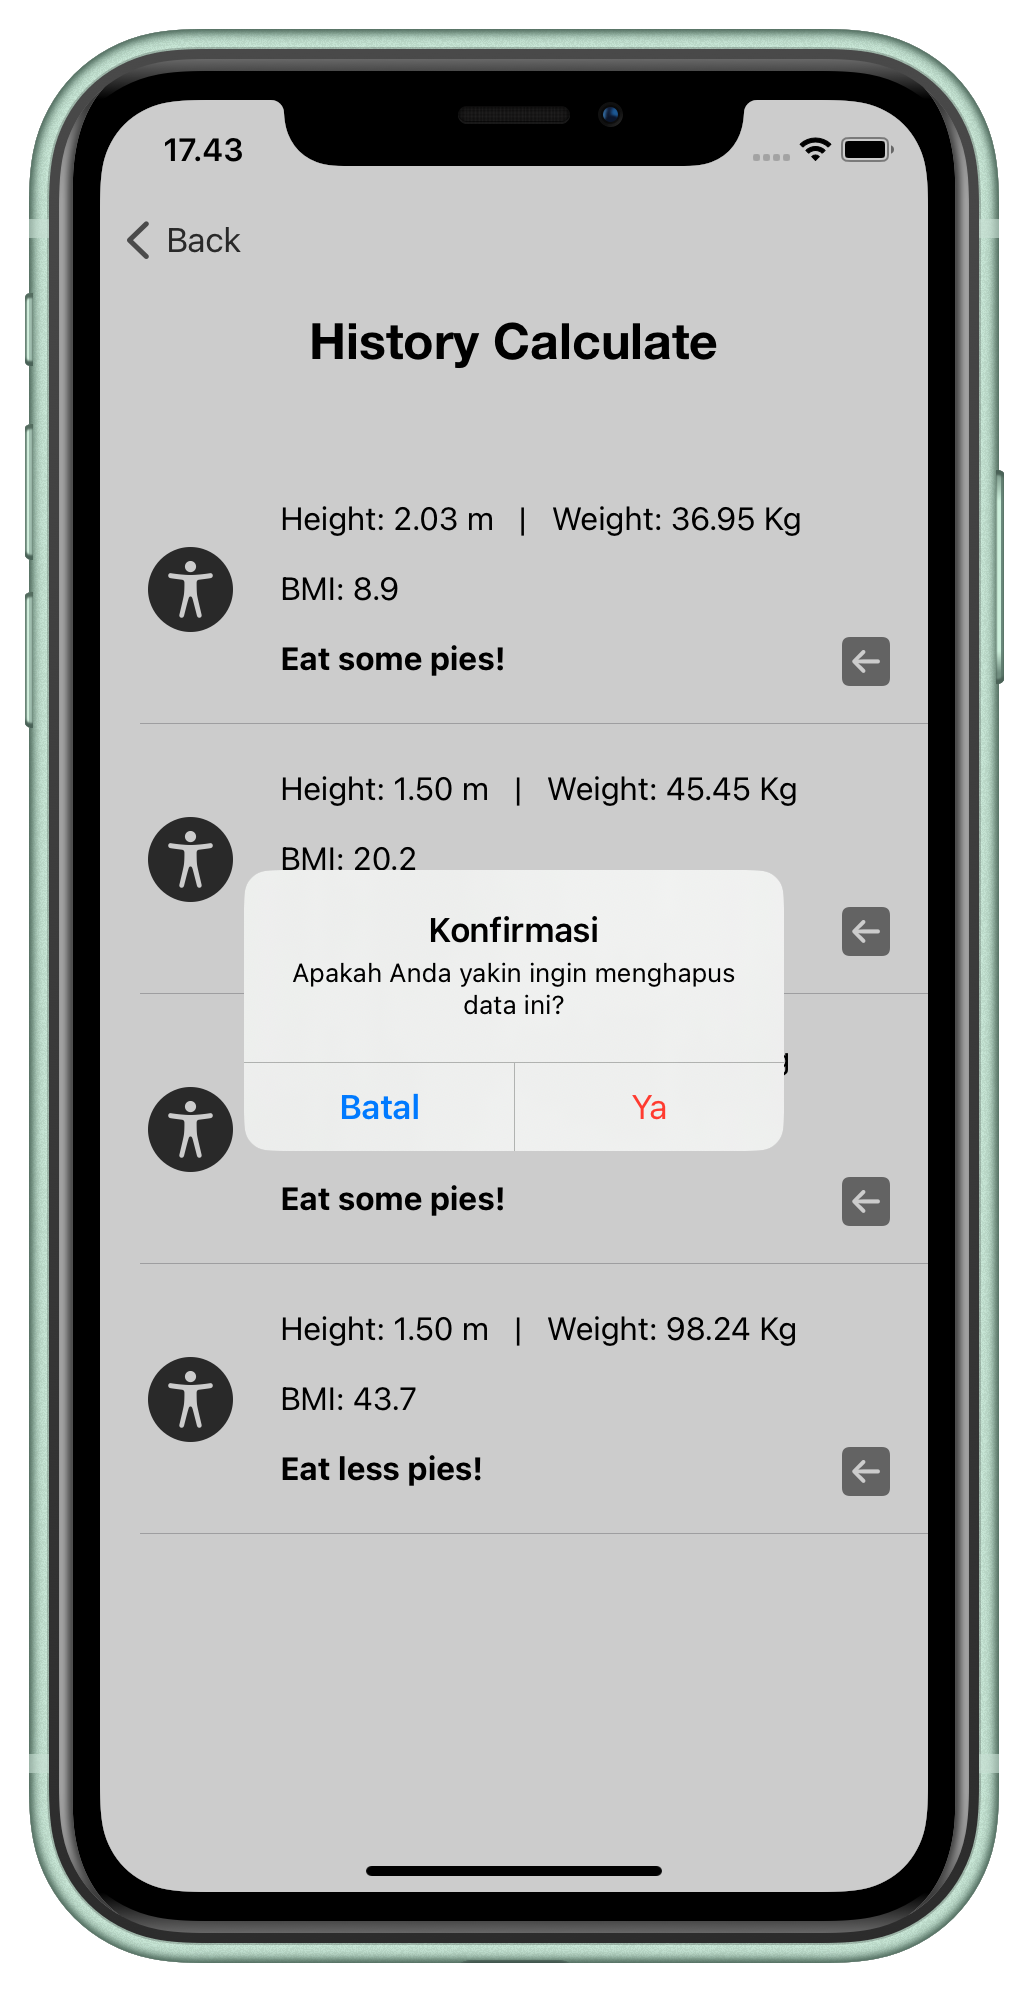 17.43
Back
History Calculate
Height: 2.03 m | Weight: 36.95 Kg
BMI: 8.9
Eat some pies!
Height: 1.50 m | Weight: 45.45 Kg
BMI: 20.2
Konfirmasi
Apakah Anda yakin ingin menghapus
data ini?
Batal
Ya
Eat some pies!
Height: 1.50 m | Weight: 98.24 Kg
BMI: 43.7
Eat less pies!